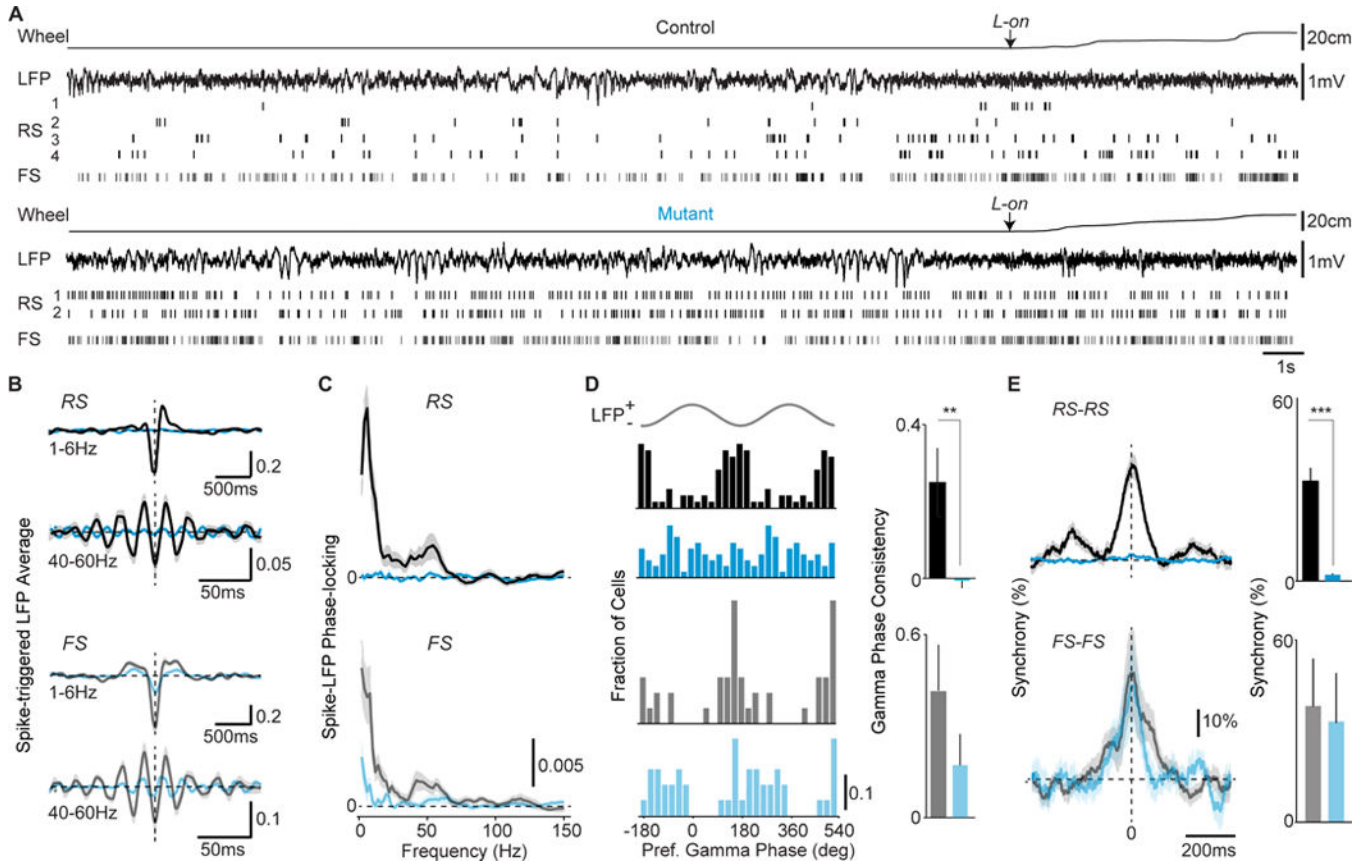 A
Control
L-on
Wheel
20cm
LFP
1mV
1
RS 2
3
4
FS
Mutant
L-on
Wheel
20cm
LFP
1mV
RS 1
2
FS
1s
B
RS
1-6Hz
0.2
500ms
40-60Hz
0.05
50ms
FS
1-6Hz
0.2
500ms
40-60Hz
0.1
50ms
Spike-triggered LFP Average
C
RS
0
FS
0.005
0
0 50 100 150
Frequency (Hz)
Spike-LFP Phase-locking
D
LFP + -
Fraction of Cells
0.1
-180 0 180 360 540
Pref. Gamma Phase (deg)
0.4
**
0
0.6
0
Gamma Phase Consistency
E
RS-RS
FS-FS
10%
0
200ms
Synchrony (%)
60
***
0
60
0
Synchrony (%)